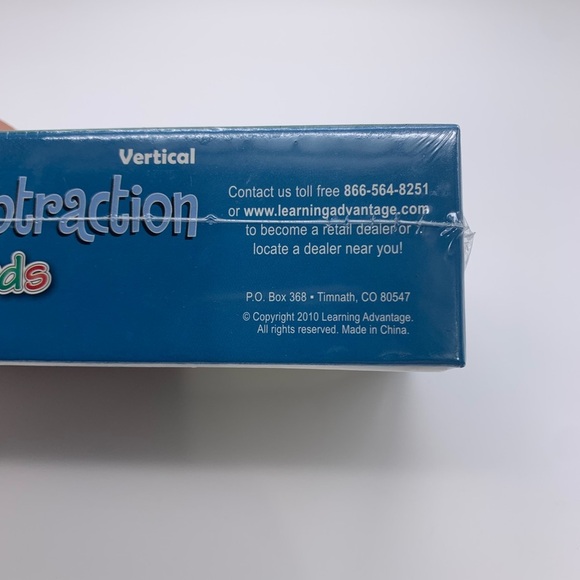 Vertical
btraction
ds
Contact us toll free 866-564-8251
or www.learningadvantage.com
to become a retail dealer or
locate a dealer near you!
P.O. Box 368 • Timnath, CO 80547
© Copyright 2010 Learning Advantage.
All rights reserved. Made in China.